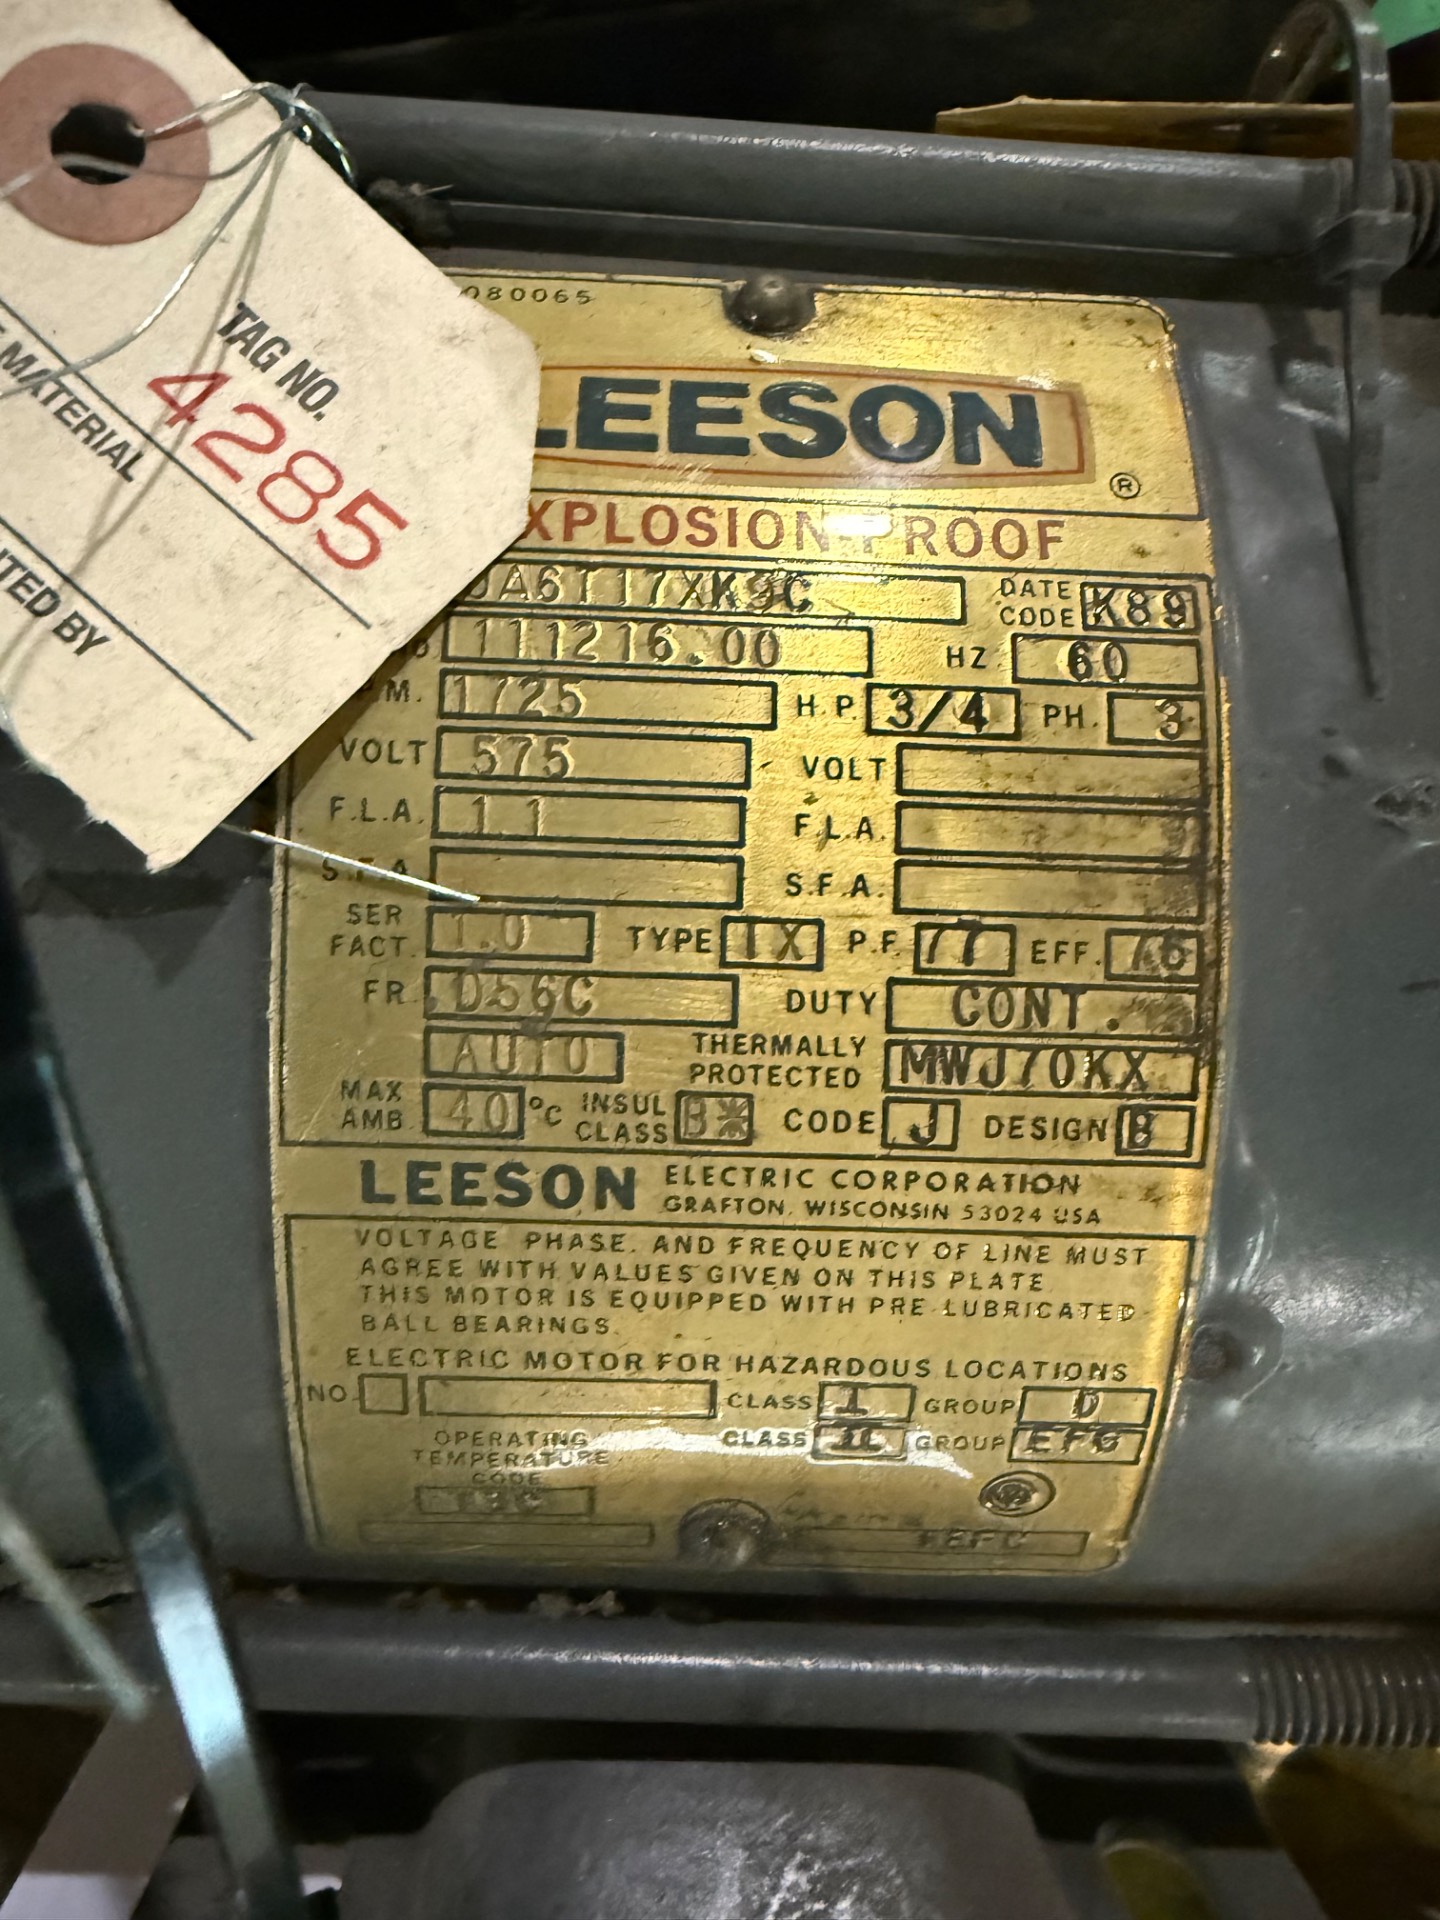 TAG NO.
4285
MATERIAL
BY
080065
LEESON
®
XPLOSION-PROOF
A6T17XK3C DATE CODE K89
111216.00 HZ. 60
M. 1725 H.P. 3/4 PH. 3
VOLT 575 VOLT
F.L.A. 1 1 F.L.A.
S.F.A. S.F.A.
SER FACT. 1.0 TYPE TX P.F. 77 EFF. 76
FR. D56C DUTY CONT.
AUTO THERMALLY PROTECTED MWJ70KX
MAX AMB. 40 °C INSUL CLASS B* CODE J DESIGN B
LEESON ELECTRIC CORPORATION
GRAFTON, WISCONSIN 53024 USA
VOLTAGE PHASE, AND FREQUENCY OF LINE MUST
AGREE WITH VALUES GIVEN ON THIS PLATE
THIS MOTOR IS EQUIPPED WITH PRE-LUBRICATED
BALL BEARINGS.
ELECTRIC MOTOR FOR HAZARDOUS LOCATIONS
NO. CLASS I GROUP D
CLASS II GROUP EFG
OPERATING
TEMPERATURE
CODE